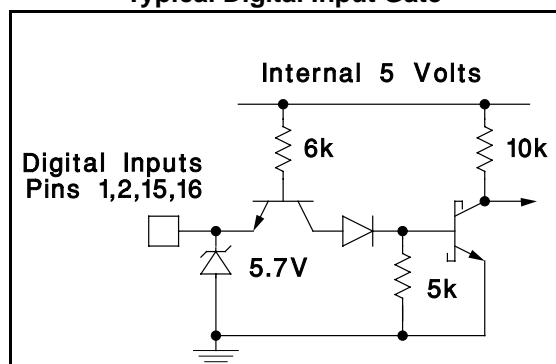 Typical Digital Input Gate
Internal 5 Volts
6k
10k
Digital Inputs
Pins 1,2,15,16
5.7V
5k